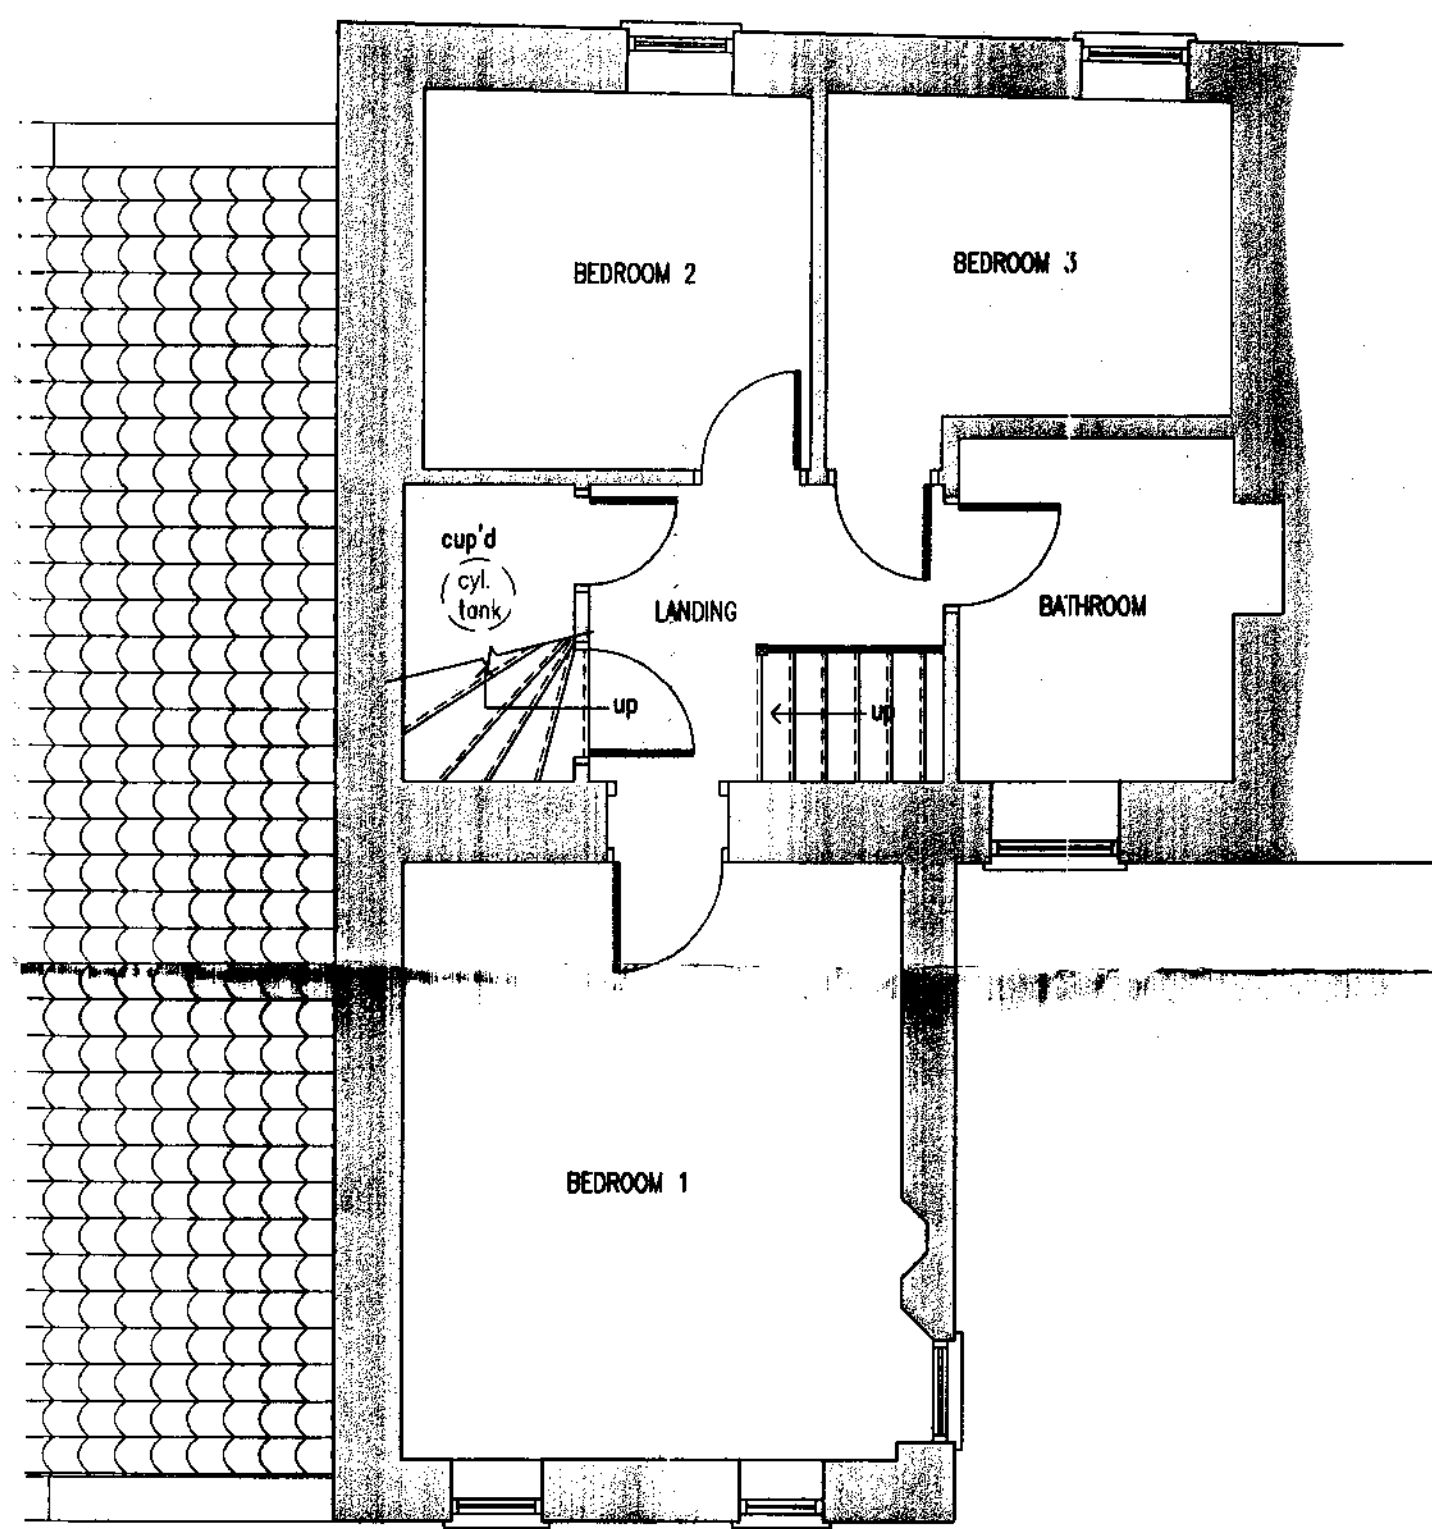 BEDROOM 2
BEDROOM 3
cup'd
cyl.
tank
LANDING
BATHROOM
up
up
BEDROOM 1